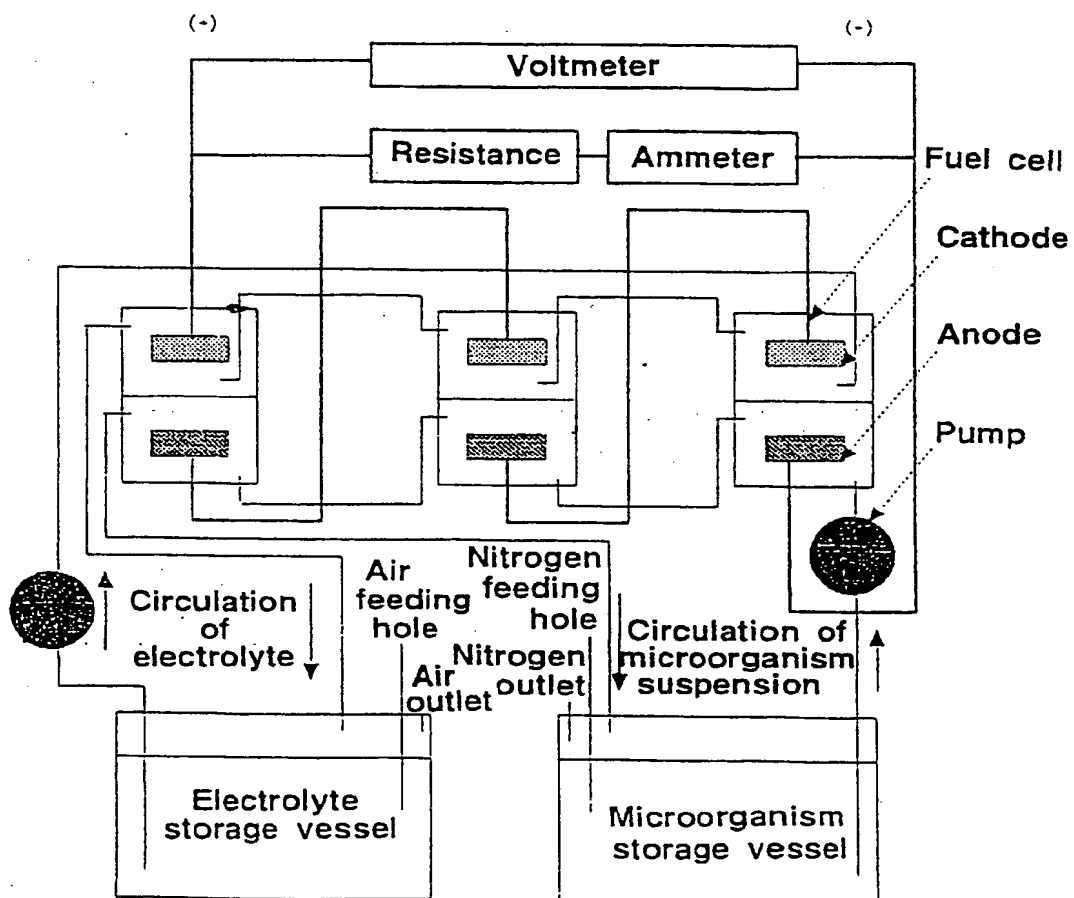 (+)
(-)
Voltmeter
Resistance
Ammeter
Fuel cell
Cathode
Anode
Pump
Air
feeding
hole
Nitrogen
feeding
hole
Circulation
of
electrolyte
Air
outlet
Nitrogen
outlet
Circulation of
microorganism
suspension
Electrolyte
storage vessel
Microorganism
storage vessel